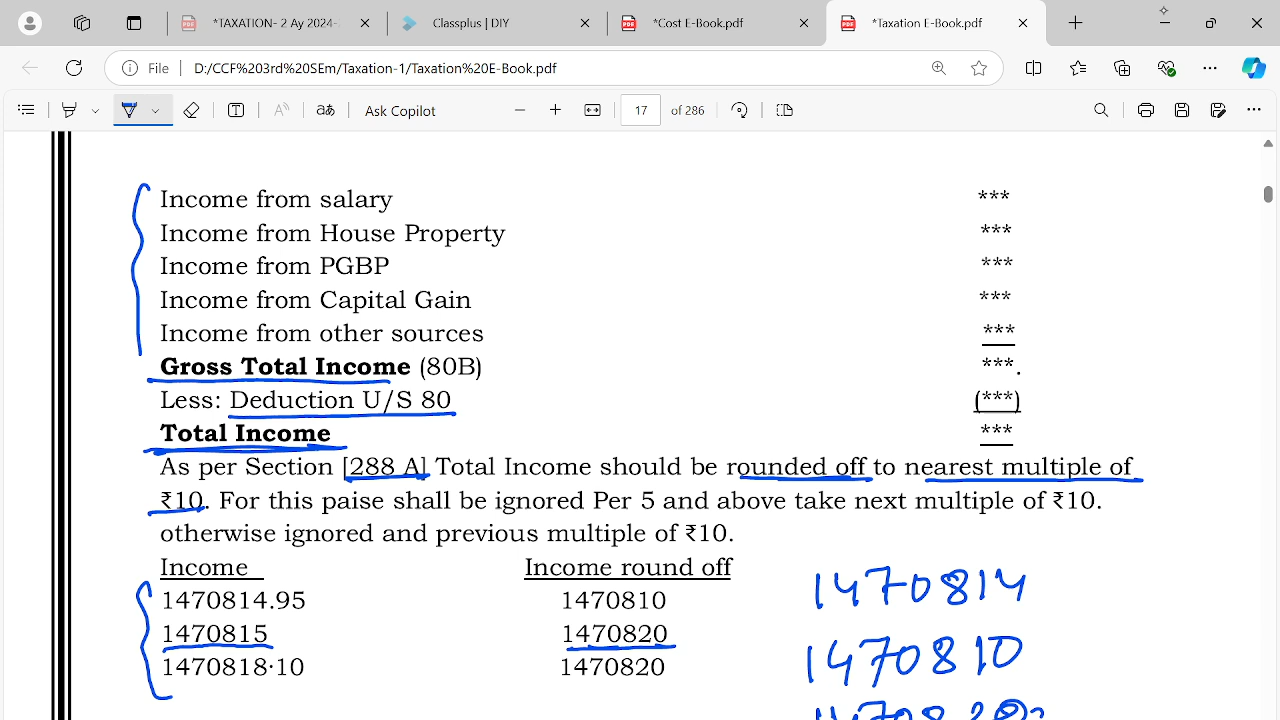 *TAXATION- 2 Ay 2024- Classplus | DIY *Cost E-Book.pdf *Taxation E-Book.pdf
File D:/CCF%203rd%20SEm/Taxation-1/Taxation%20E-Book.pdf
Ask Copilot 17 of 286
Income from salary ***
Income from House Property ***
Income from PGBP ***
Income from Capital Gain ***
Income from other sources ***
Gross Total Income (80B) ***.
Less: Deduction U/S 80 (***)
Total Income ***
As per Section [288 A] Total Income should be rounded off to nearest multiple of
₹10. For this paise shall be ignored Per 5 and above take next multiple of ₹10.
otherwise ignored and previous multiple of ₹10.
Income Income round off
1470814.95 1470810 1470814
1470815 1470820 1470810
1470818·10 1470820